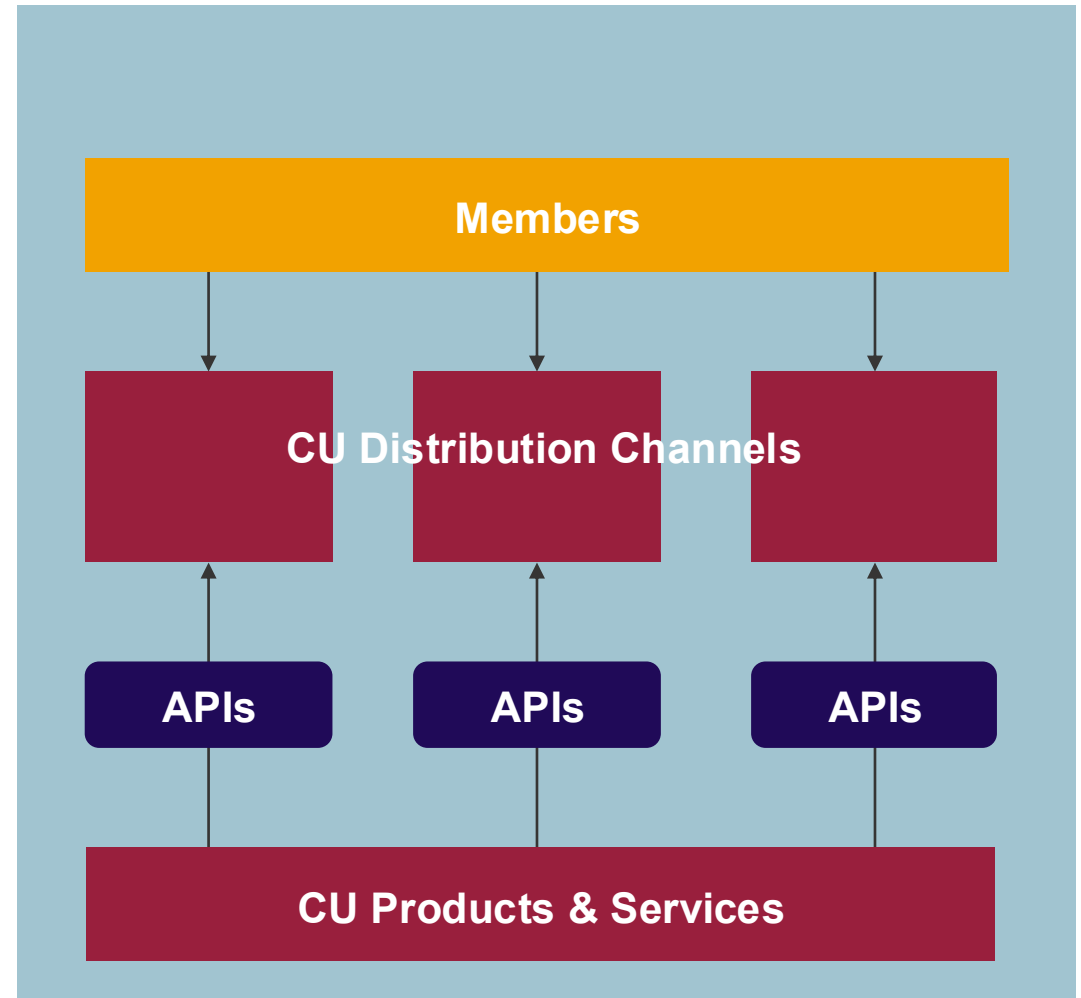 Members
CU Distribution Channels
APIs
APIs
APIs
CU Products & Services